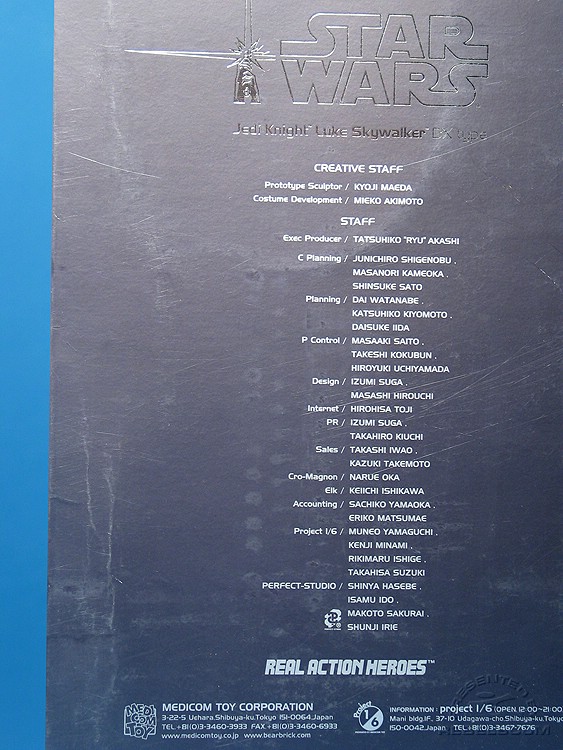 STAR
WARS
Jedi Knight™ Luke Skywalker™ DX type
CREATIVE STAFF
Prototype Sculptor / KYOJI MAEDA
Costume Development / MIEKO AKIMOTO
STAFF
Exec Producer / TATSUHIKO "RYU" AKASHI
C Planning / JUNICHIRO SHIGENOBU .
MASANORI KAMEOKA .
SHINSUKE SATO
Planning / DAI WATANABE .
KATSUHIKO KIYOMOTO .
DAISUKE IIDA
P Control / MASAAKI SAITO .
TAKESHI KOKUBUN .
HIROYUKI UCHIYAMADA
Design / IZUMI SUGA .
MASASHI HIROUCHI
Internet / HIROHISA TOJI
PR / IZUMI SUGA .
TAKAHIRO KIUCHI
Sales / TAKASHI IWAO .
KAZUKI TAKEMOTO
Cro-Magnon / NARUE OKA
Elk / KEIICHI ISHIKAWA
Accounting / SACHIKO YAMAOKA .
ERIKO MATSUMAE
Project 1/6 / MUNEO YAMAGUCHI .
KENJI MINAMI .
RIKIMARU ISHIGE .
TAKAHISA SUZUKI
PERFECT-STUDIO / SHINYA HASEBE .
ISAMU IDO .
MAKOTO SAKURAI .
SHUNJI IRIE
REAL ACTION HEROES™
MEDI
COM
TOY
MEDICOM TOY CORPORATION
3-22-5 Uehara.Shibuya-ku.Tokyo 151-0064.Japan
TEL.+81(0)3-3460-3933 FAX.+81(0)3-3460-6933
www.medicomtoy.co.jp www.bearbrick.com
Project 1/6
INFORMATION : project 1/6 (OPEN. 12:00~21:00
Mani bldg.1F. 37-10 Udagawa-cho.Shibuya-ku.Tokyo
150-0042.Japan TEL.+81(0)3-3467-7676